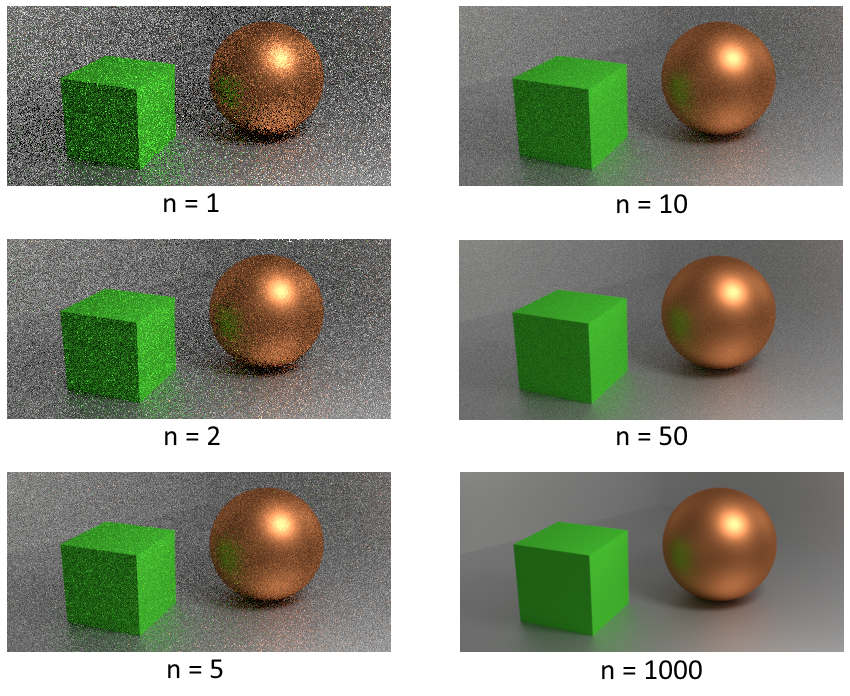 n = 1
n = 10
n = 2
n = 50
n = 5
n = 1000